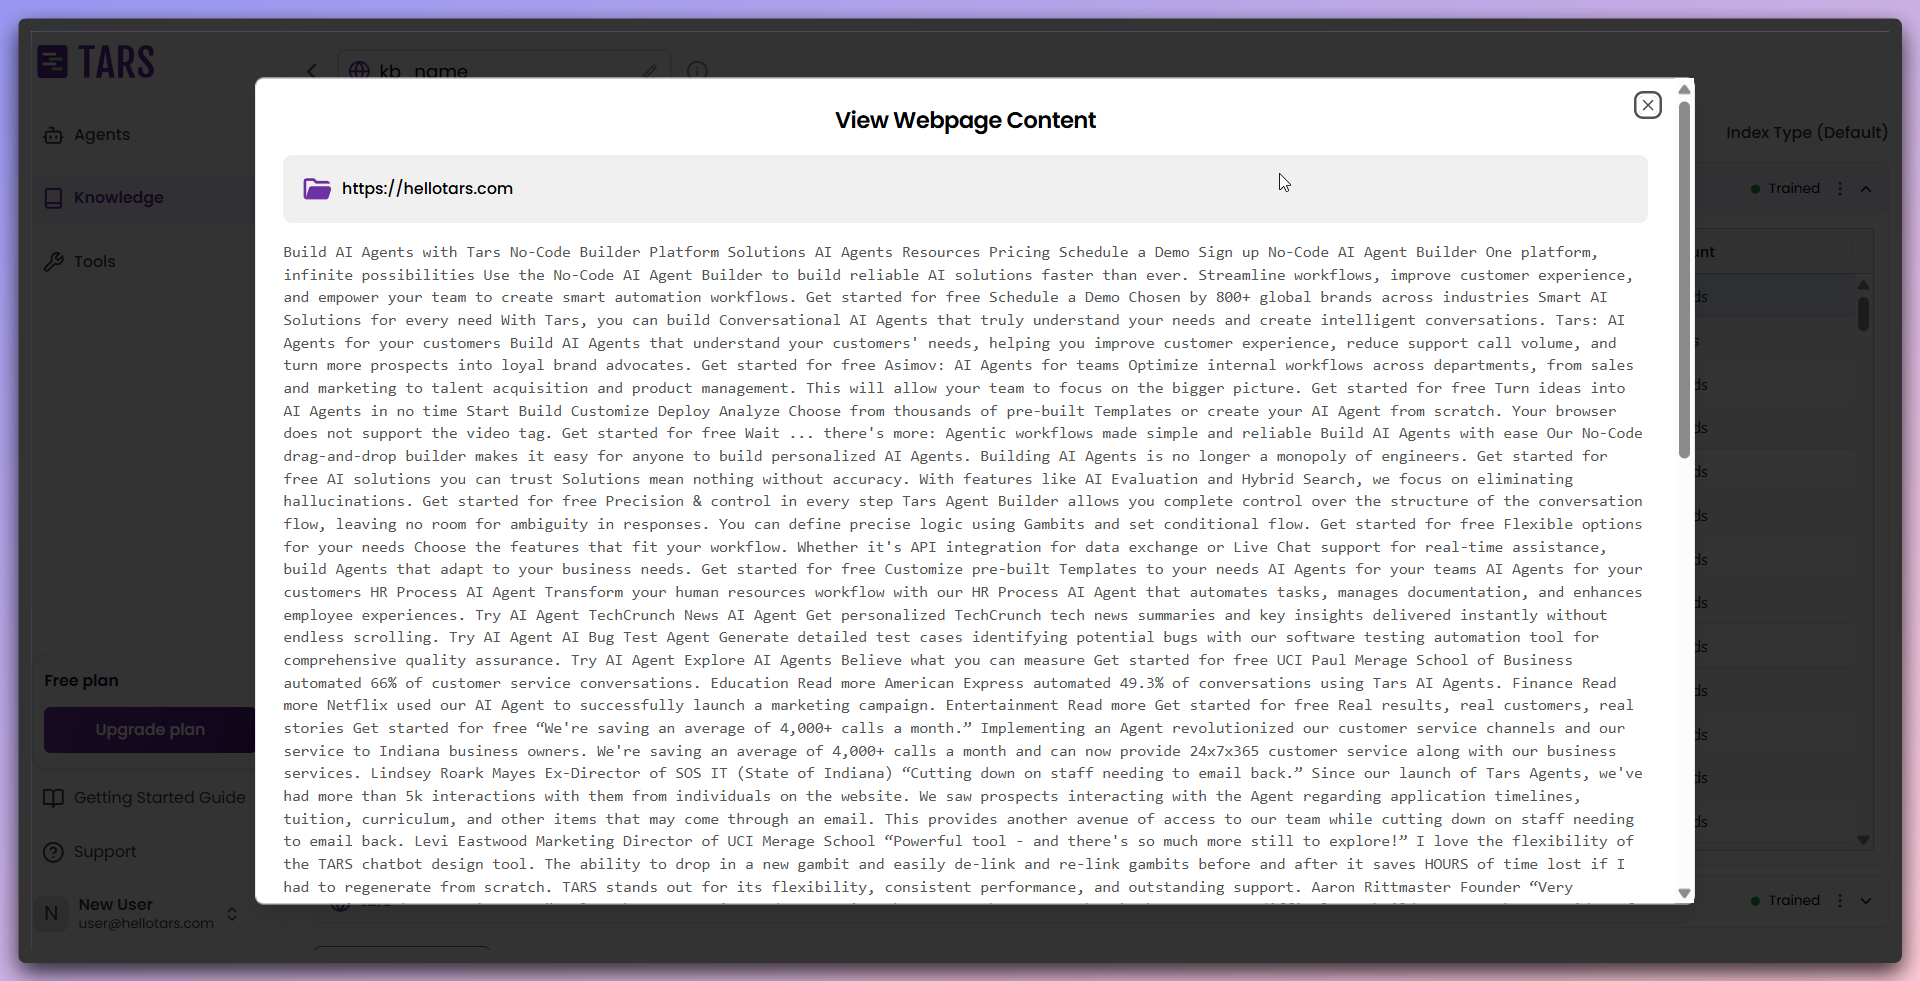 TARS
kb_name
Agents
Index Type (Default)
Knowledge
Trained
Tools
View Webpage Content
https://hellotars.com
Build AI Agents with Tars No-Code Builder Platform Solutions AI Agents Resources Pricing Schedule a Demo Sign up No-Code AI Agent Builder One platform,
infinite possibilities Use the No-Code AI Agent Builder to build reliable AI solutions faster than ever. Streamline workflows, improve customer experience,
and empower your team to create smart automation workflows. Get started for free Schedule a Demo Chosen by 800+ global brands across industries Smart AI
Solutions for every need With Tars, you can build Conversational AI Agents that truly understand your needs and create intelligent conversations. Tars: AI
Agents for your customers Build AI Agents that understand your customers' needs, helping you improve customer experience, reduce support call volume, and
turn more prospects into loyal brand advocates. Get started for free Asimov: AI Agents for teams Optimize internal workflows across departments, from sales
and marketing to talent acquisition and product management. This will allow your team to focus on the bigger picture. Get started for free Turn ideas into
AI Agents in no time Start Build Customize Deploy Analyze Choose from thousands of pre-built Templates or create your AI Agent from scratch. Your browser
does not support the video tag. Get started for free Wait ... there's more: Agentic workflows made simple and reliable Build AI Agents with ease Our No-Code
drag-and-drop builder makes it easy for anyone to build personalized AI Agents. Building AI Agents is no longer a monopoly of engineers. Get started for
free AI solutions you can trust Solutions mean nothing without accuracy. With features like AI Evaluation and Hybrid Search, we focus on eliminating
hallucinations. Get started for free Precision & control in every step Tars Agent Builder allows you complete control over the structure of the conversation
flow, leaving no room for ambiguity in responses. You can define precise logic using Gambits and set conditional flow. Get started for free Flexible options
for your needs Choose the features that fit your workflow. Whether it's API integration for data exchange or Live Chat support for real-time assistance,
build Agents that adapt to your business needs. Get started for free Customize pre-built Templates to your needs AI Agents for your teams AI Agents for your
customers HR Process AI Agent Transform your human resources workflow with our HR Process AI Agent that automates tasks, manages documentation, and enhances
employee experiences. Try AI Agent TechCrunch News AI Agent Get personalized TechCrunch tech news summaries and key insights delivered instantly without
endless scrolling. Try AI Agent AI Bug Test Agent Generate detailed test cases identifying potential bugs with our software testing automation tool for
comprehensive quality assurance. Try AI Agent Explore AI Agents Believe what you can measure Get started for free UCI Paul Merage School of Business
automated 66% of customer service conversations. Education Read more American Express automated 49.3% of conversations using Tars AI Agents. Finance Read
more Netflix used our AI Agent to successfully launch a marketing campaign. Entertainment Read more Get started for free Real results, real customers, real
stories Get started for free “We're saving an average of 4,000+ calls a month.” Implementing an Agent revolutionized our customer service channels and our
service to Indiana business owners. We're saving an average of 4,000+ calls a month and can now provide 24x7x365 customer service along with our business
services. Lindsey Roark Mayes Ex-Director of SOS IT (State of Indiana) “Cutting down on staff needing to email back.” Since our launch of Tars Agents, we've
had more than 5k interactions with them from individuals on the website. We saw prospects interacting with the Agent regarding application timelines,
tuition, curriculum, and other items that may come through an email. This provides another avenue of access to our team while cutting down on staff needing
to email back. Levi Eastwood Marketing Director of UCI Merage School “Powerful tool - and there's so much more still to explore!” I love the flexibility of
the TARS chatbot design tool. The ability to drop in a new gambit and easily de-link and re-link gambits before and after it saves HOURS of time lost if I
had to regenerate from scratch. TARS stands out for its flexibility, consistent performance, and outstanding support. Aaron Rittmaster Founder “Very
Free plan
Upgrade plan
Getting Started Guide
Support
N
New User
user@hellotars.com
Trained